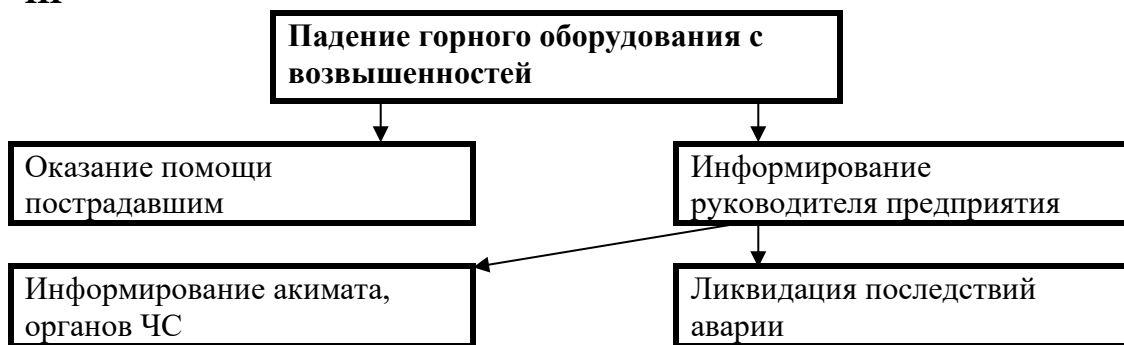 Падение горного оборудования с
возвышенностей
Оказание помощи
пострадавшим
Информирование
руководителя предприятия
Информирование акимата,
органов ЧС
Ликвидация последствий
аварии